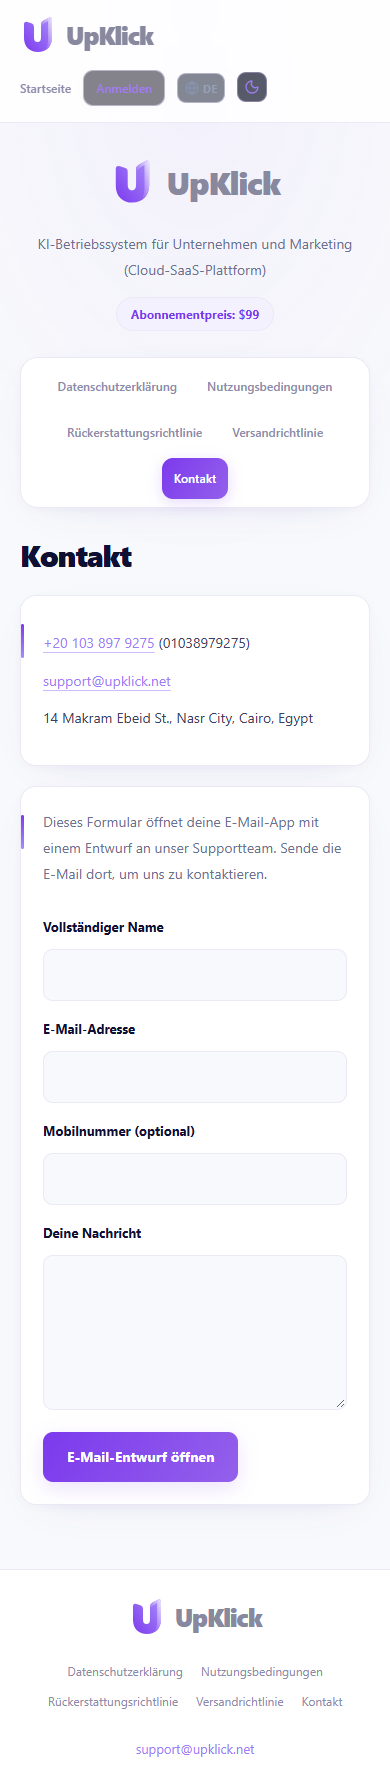 UpKlick
Startseite
Anmelden
DE
UpKlick
KI-Betriebssystem für Unternehmen und Marketing
(Cloud-SaaS-Plattform)
Abonnementpreis: $99
Datenschutzerklärung
Nutzungsbedingungen
Rückerstattungsrichtlinie
Versandrichtlinie
Kontakt
Kontakt
+20 103 897 9275 (01038979275)
support@upklick.net
14 Makram Ebeid St., Nasr City, Cairo, Egypt
Dieses Formular öffnet deine E-Mail-App mit
einem Entwurf an unser Supportteam. Sende die
E-Mail dort, um uns zu kontaktieren.
Vollständiger Name
E-Mail-Adresse
Mobilnummer (optional)
Deine Nachricht
E-Mail-Entwurf öffnen
UpKlick
Datenschutzerklärung
Nutzungsbedingungen
Rückerstattungsrichtlinie
Versandrichtlinie
Kontakt
support@upklick.net